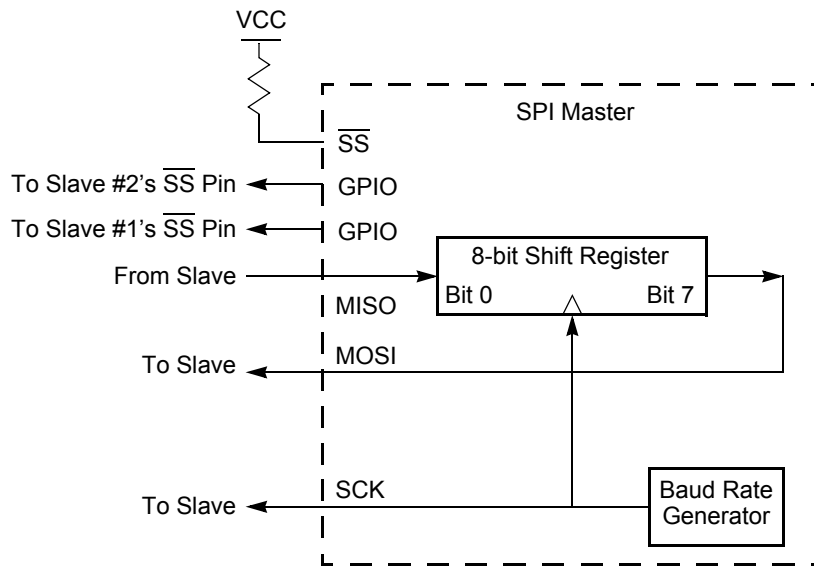 VCC
SPI Master
SS
To Slave #2's SS Pin
GPIO
To Slave #1's SS Pin
GPIO
8-bit Shift Register
From Slave
Bit 0
Bit 7
MISO
MOSI
To Slave
SCK
To Slave
Baud Rate
Generator